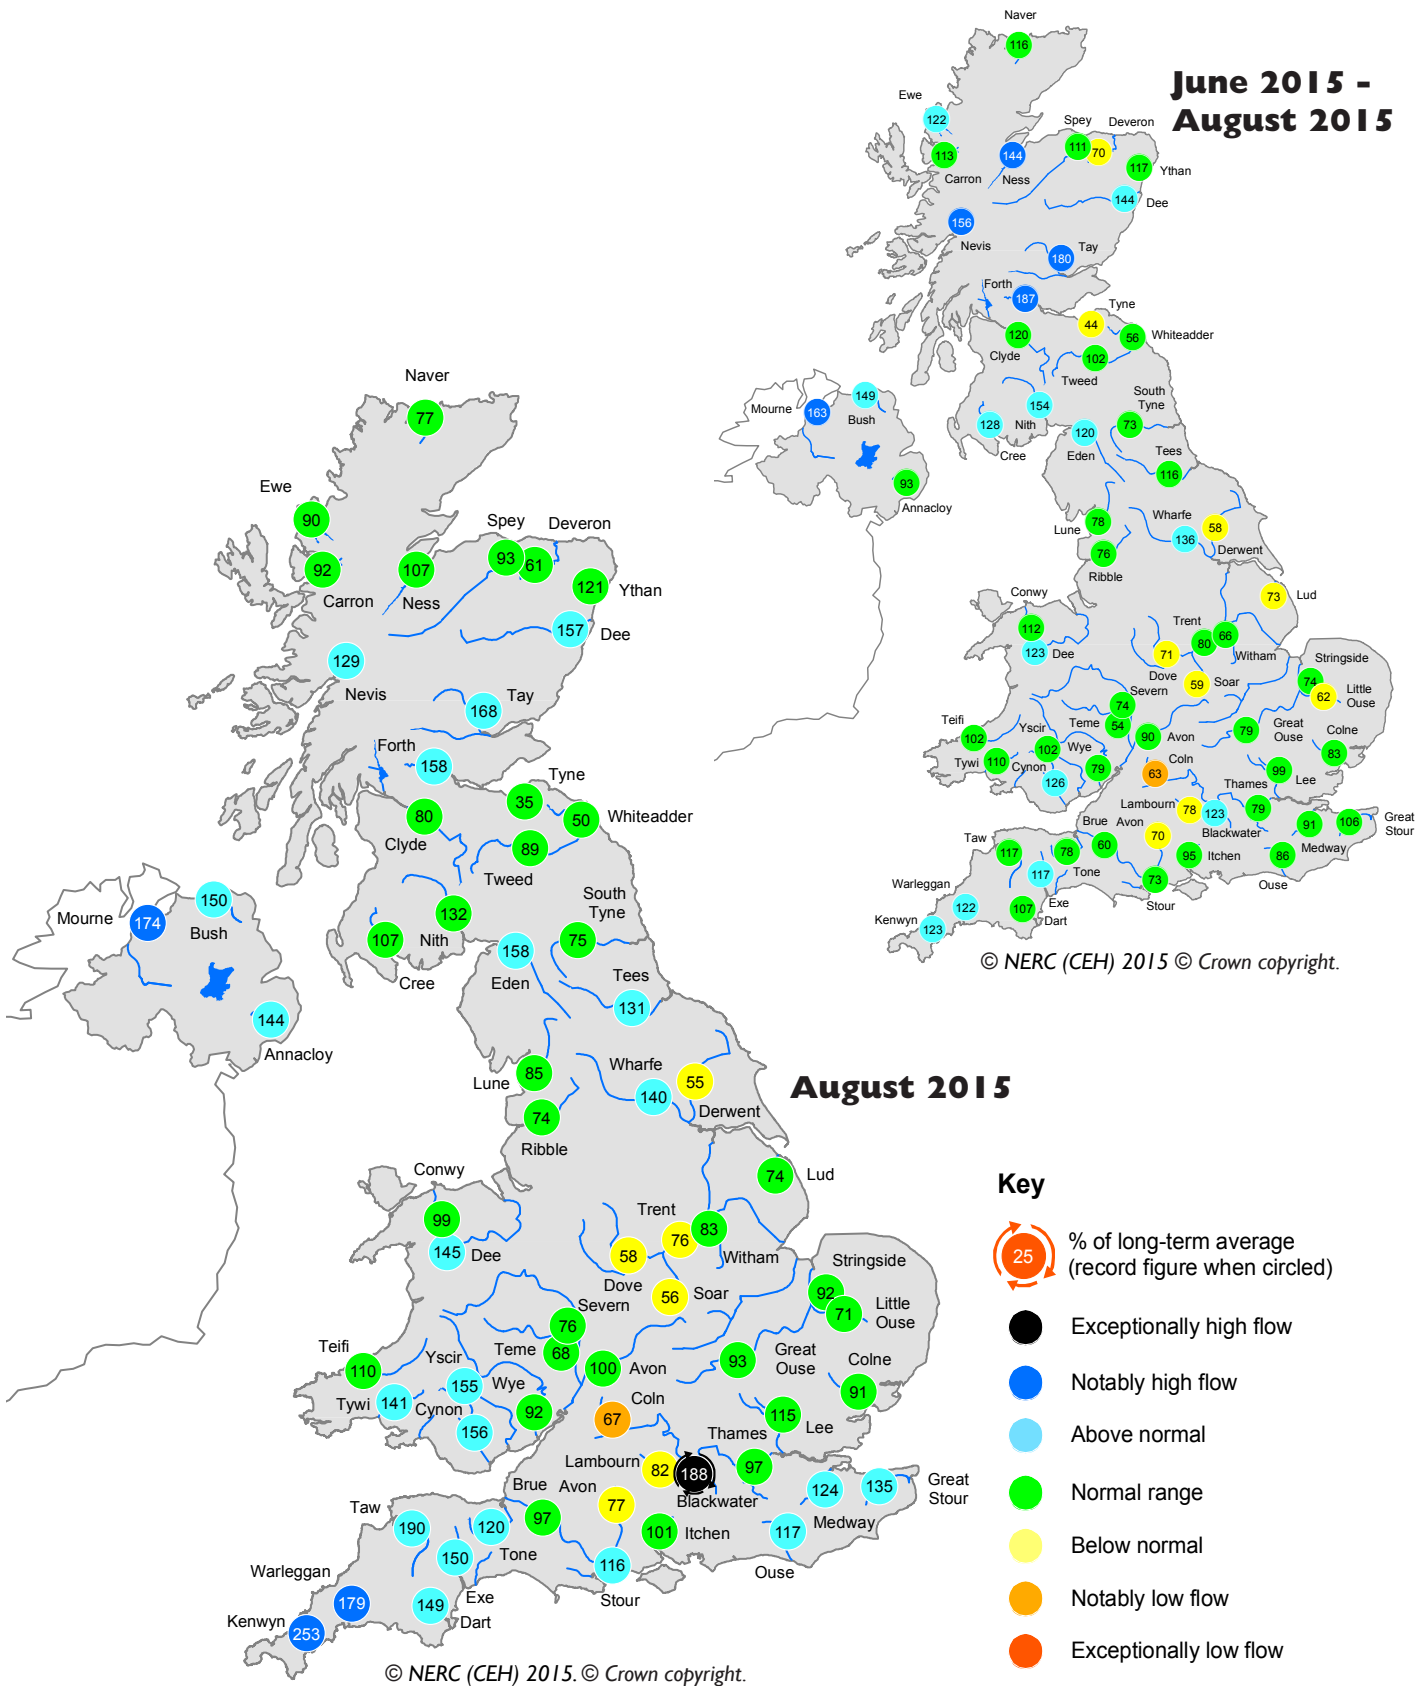 June 2015 -
August 2015
Naver
116
Ewe
122
113
Carron
144
Ness
Spey
111
Deveron
70
117
Ythan
144
Dee
156
Nevis
Tay
180
Forth
187
Tyne
44
56
Whiteadder
120
Clyde
102
Tweed
South
Tyne
73
154
Nith
128
Cree
120
Eden
Tees
116
Mourne
163
149
Bush
93
Annacloy
Lune
78
76
Ribble
Wharfe
136
58
Derwent
73
Lud
Conwy
112
123
Dee
Trent
80
66
Witham
71
Dove
59
Soar
Stringside
74
62
Little
Ouse
Severn
74
Teme
54
90
Avon
79
Great
Ouse
Colne
83
Teifi
102
Tywi
110
Yscir
102
Wye
79
Cynon
126
Coln
63
99
Lee
Thames
79
Lambourn
78
123
Blackwater
91
Medway
106
Great
Stour
Brue
60
Avon
70
95
Itchen
86
Ouse
73
Stour
Taw
117
78
Tone
117
Exe
107
Dart
Warleggan
122
Kenwyn
123
© NERC (CEH) 2015 © Crown copyright.
August 2015
Naver
77
Ewe
90
92
Carron
107
Ness
Spey
93
Deveron
61
121
Ythan
157
Dee
129
Nevis
Tay
168
Forth
158
Tyne
35
50
Whiteadder
80
Clyde
89
Tweed
South
Tyne
75
132
Nith
107
Cree
158
Eden
Tees
131
Mourne
174
150
Bush
144
Annacloy
Lune
85
74
Ribble
Wharfe
140
55
Derwent
74
Lud
Conwy
99
145
Dee
Trent
76
83
Witham
58
Dove
56
Soar
Stringside
92
71
Little
Ouse
Severn
76
Teme
68
100
Avon
93
Great
Ouse
Colne
91
Teifi
110
Tywi
141
Yscir
155
Wye
92
Cynon
156
Coln
67
115
Lee
Thames
97
Lambourn
82
188
Blackwater
124
Medway
135
Great
Stour
Brue
97
Avon
77
101
Itchen
117
Ouse
116
Stour
Taw
190
120
Tone
150
Exe
149
Dart
Warleggan
179
Kenwyn
253
© NERC (CEH) 2015. © Crown copyright.
Key
25
% of long-term average
(record figure when circled)
Exceptionally high flow
Notably high flow
Above normal
Normal range
Below normal
Notably low flow
Exceptionally low flow